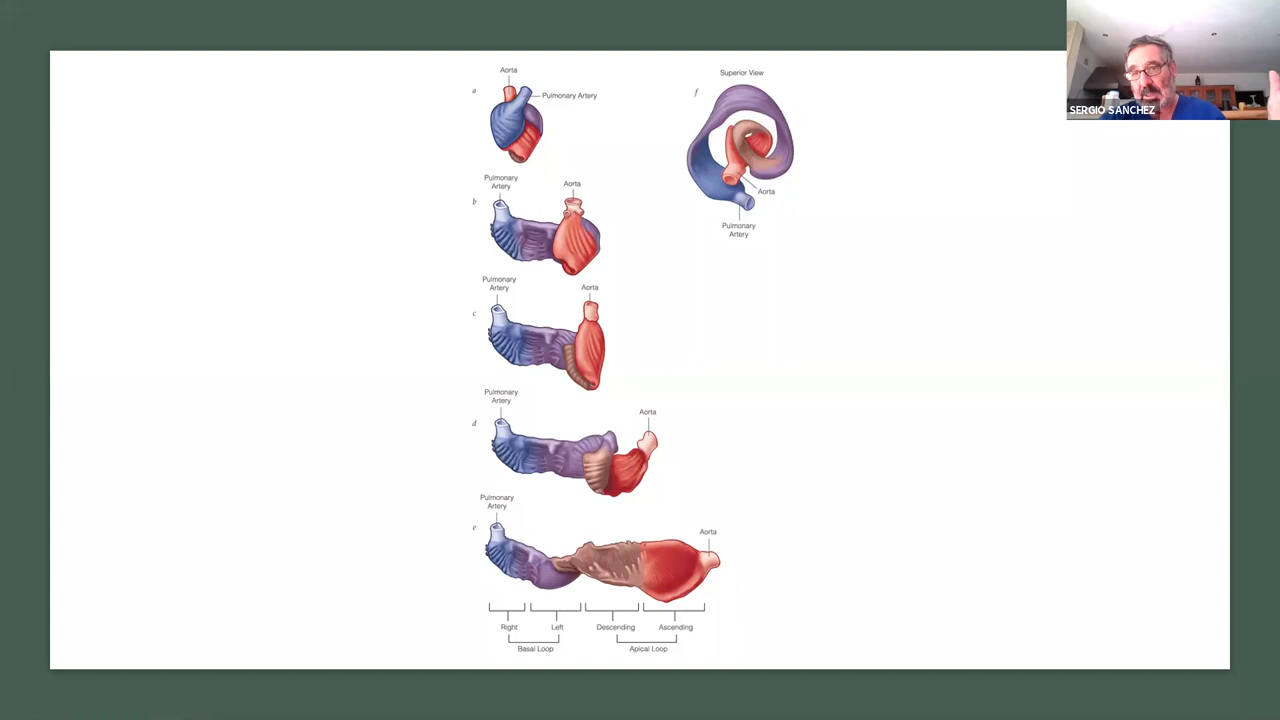 Aorta
a
Pulmonary Artery
Pulmonary
Artery
Aorta
b
Pulmonary
Artery
Aorta
c
Pulmonary
Artery
Aorta
d
Pulmonary
Artery
Aorta
e
Right
Left
Descending
Ascending
Basal Loop
Apical Loop
Superior View
f
Aorta
Pulmonary
Artery
SERGIO SANCHEZ